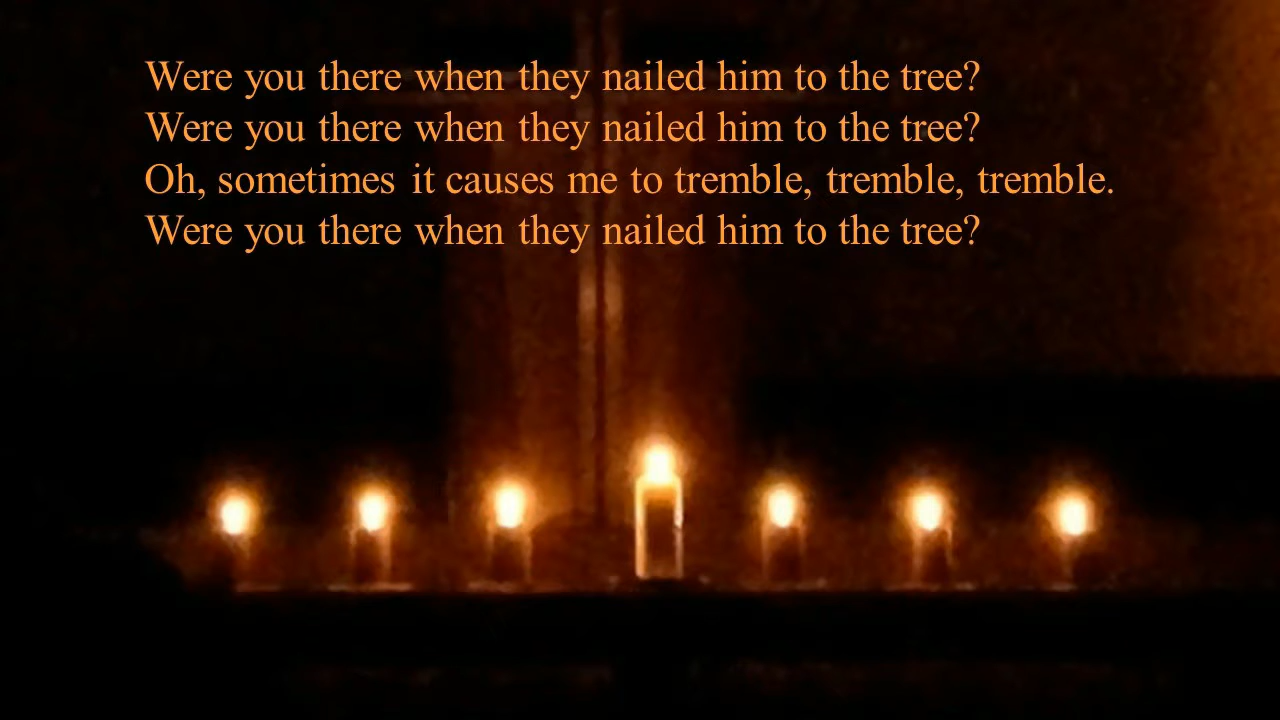 Were you there when they nailed him to the tree?
Were you there when they nailed him to the tree?
Oh, sometimes it causes me to tremble, tremble, tremble.
Were you there when they nailed him to the tree?